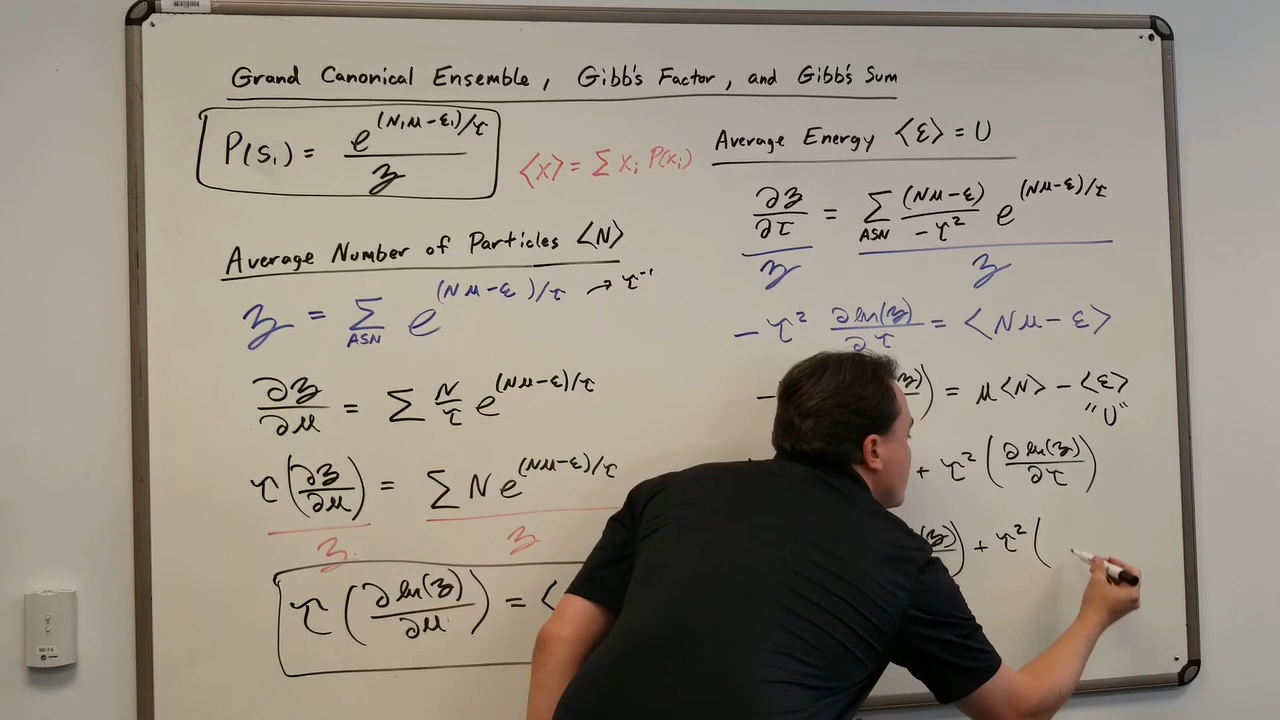 Grand Canonical Ensemble, Gibb's Factor, and Gibb's Sum
P(s₁) = e^((N₁μ-ε₁)/τ) / 𝓏
<x> = Σ xᵢ P(xᵢ)
Average Number of Particles <N>
𝓏 = Σ_ASN e^((Nμ-ε)/τ) → τ⁻¹
∂𝓏/∂μ = Σ N/τ e^((Nμ-ε)/τ)
τ(∂𝓏/∂μ) / 𝓏 = Σ N e^((Nμ-ε)/τ) / 𝓏
τ(∂ln(𝓏)/∂μ) = <
Average Energy <ε> = U
(∂𝓏/∂τ) / 𝓏 = Σ_ASN (Nμ-ε)/-τ² e^((Nμ-ε)/τ) / 𝓏
-τ² ∂ln(𝓏)/∂τ = <Nμ-ε>
- (𝓏) ) = μ<N> - <ε>
"U"
+ τ² (∂ln(𝓏)/∂τ)
(𝓏) ) + τ² (